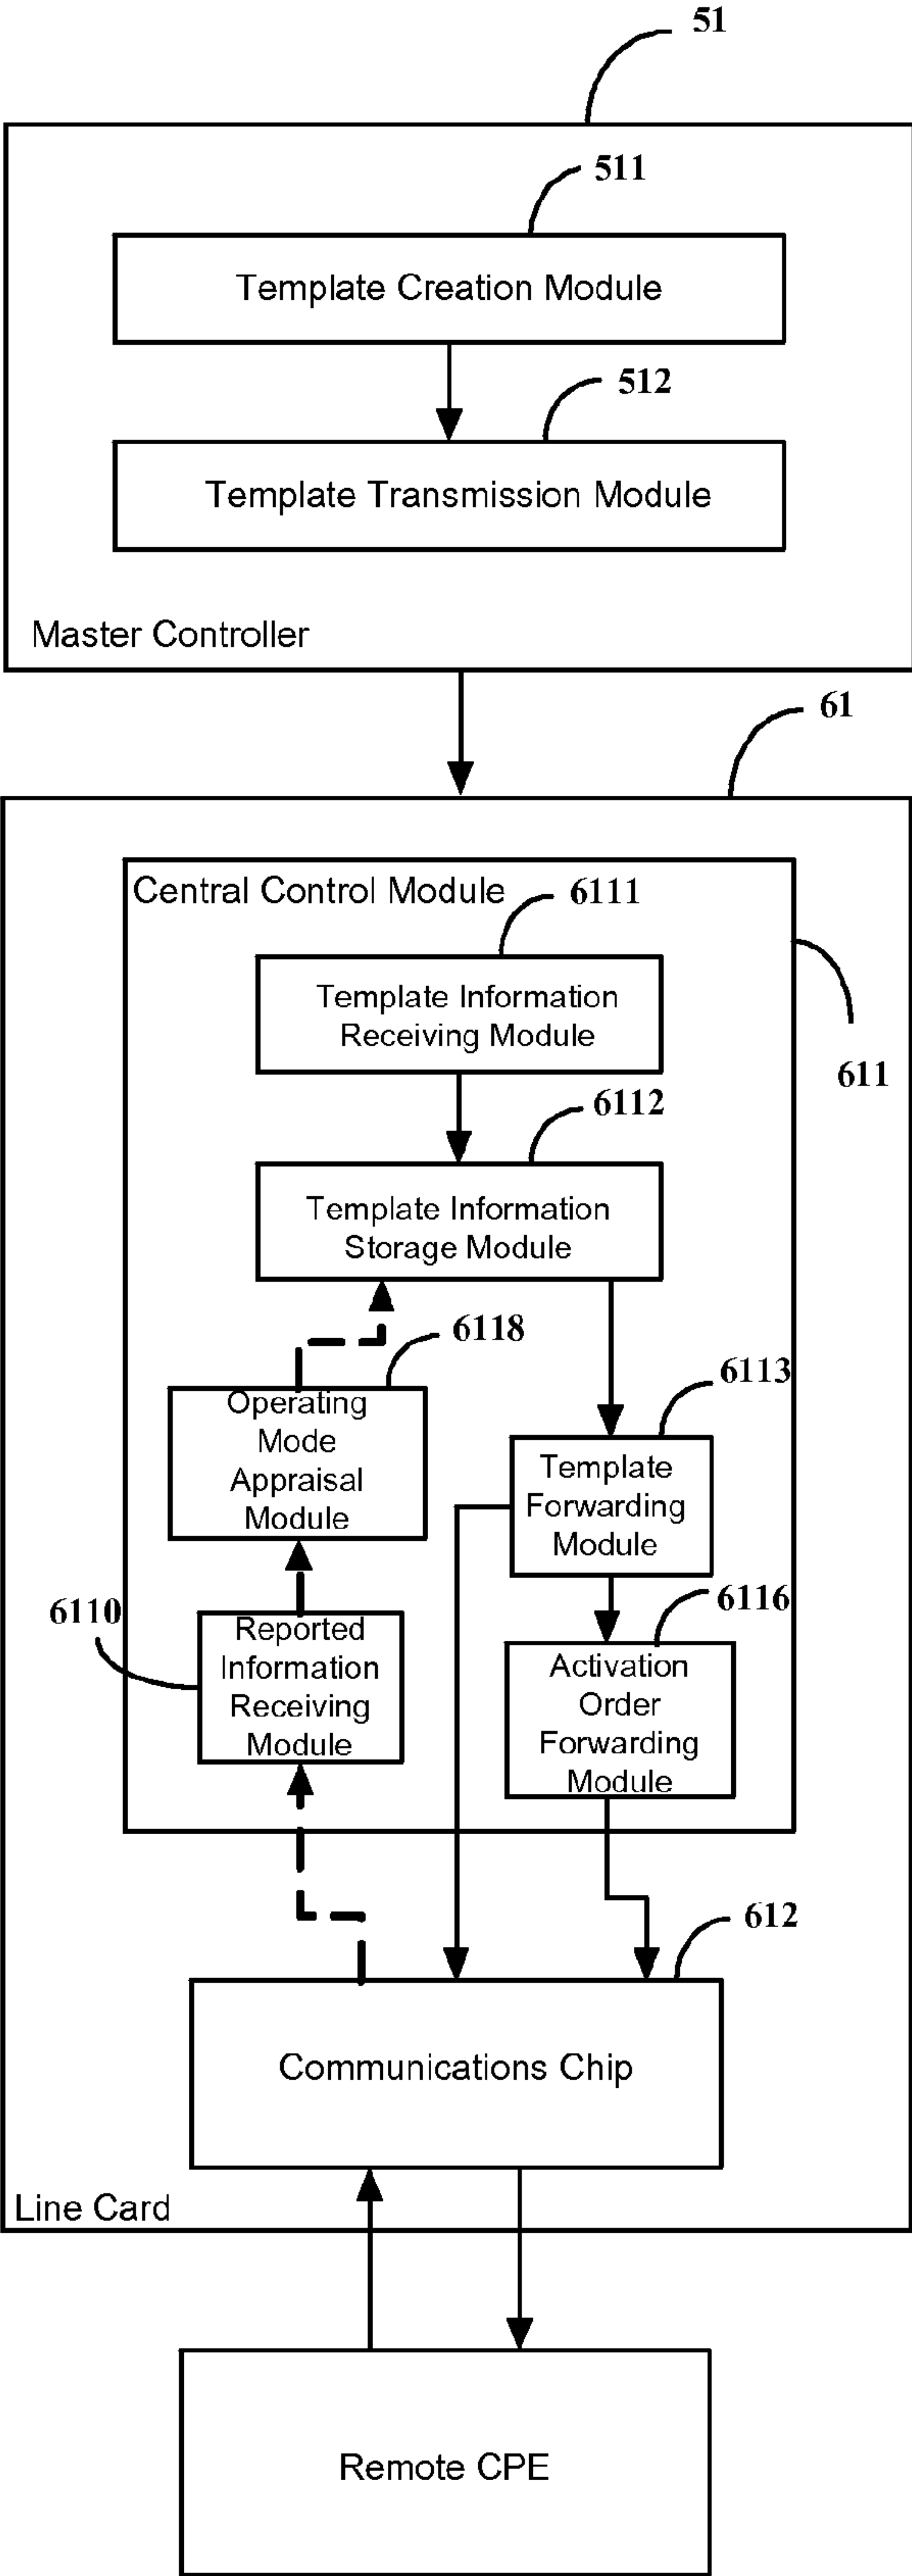 51
511
Template Creation Module
512
Template Transmission Module
Master Controller
61
Central Control Module
6111
Template Information
Receiving Module
611
6112
Template Information
Storage Module
6118
Operating
Mode
Appraisal
Module
6113
Template
Forwarding
Module
6110
Reported
Information
Receiving
Module
6116
Activation
Order
Forwarding
Module
612
Communications Chip
Line Card
Remote CPE